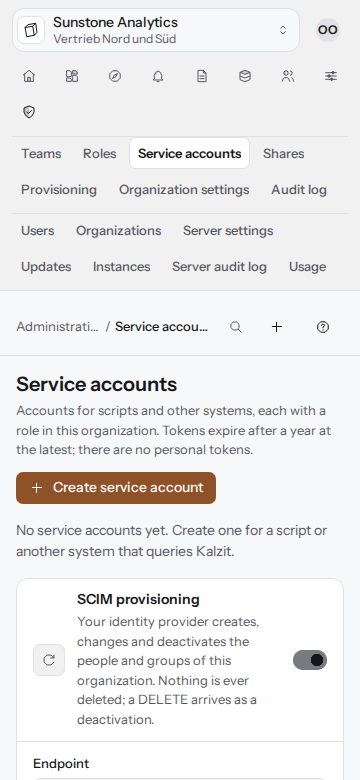 Sunstone Analytics
Vertrieb Nord und Süd
OO
Teams
Roles
Service accounts
Shares
Provisioning
Organization settings
Audit log
Users
Organizations
Server settings
Updates
Instances
Server audit log
Usage
Administrati... / Service accou...
Service accounts
Accounts for scripts and other systems, each with a
role in this organization. Tokens expire after a year at
the latest; there are no personal tokens.
Create service account
No service accounts yet. Create one for a script or
another system that queries Kalzit.
SCIM provisioning
Your identity provider creates,
changes and deactivates the
people and groups of this
organization. Nothing is ever
deleted; a DELETE arrives as a
deactivation.
Endpoint